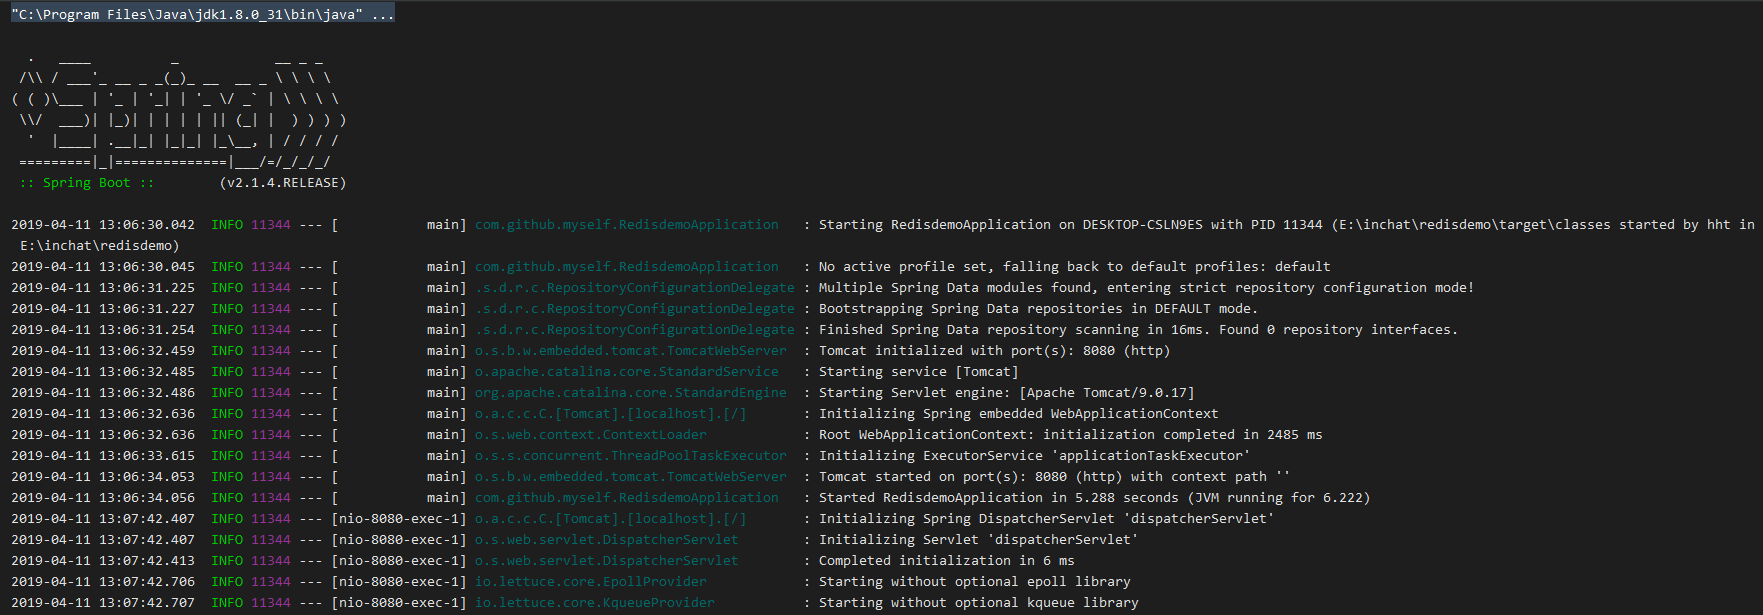 "C:\Program Files\Java\jdk1.8.0_31\bin\java" ...

  .   ____          _            __ _ _
 /\\ / ___'_ __ _ _(_)_ __  __ _ \ \ \ \
( ( )\___ | '_ | '_| | '_ \/ _` | \ \ \ \
 \\/  ___)| |_)| | | | | || (_| |  ) ) ) )
  '  |____| .__|_| |_|_| |_\__, | / / / /
 =========|_|==============|___/=/_/_/_/
 :: Spring Boot ::        (v2.1.4.RELEASE)

2019-04-11 13:06:30.042  INFO 11344 --- [           main] com.github.myself.RedisdemoApplication   : Starting RedisdemoApplication on DESKTOP-CSLN9ES with PID 11344 (E:\inchat\redisdemo\target\classes started by hht in
 E:\inchat\redisdemo)
2019-04-11 13:06:30.045  INFO 11344 --- [           main] com.github.myself.RedisdemoApplication   : No active profile set, falling back to default profiles: default
2019-04-11 13:06:31.225  INFO 11344 --- [           main] .s.d.r.c.RepositoryConfigurationDelegate : Multiple Spring Data modules found, entering strict repository configuration mode!
2019-04-11 13:06:31.227  INFO 11344 --- [           main] .s.d.r.c.RepositoryConfigurationDelegate : Bootstrapping Spring Data repositories in DEFAULT mode.
2019-04-11 13:06:31.254  INFO 11344 --- [           main] .s.d.r.c.RepositoryConfigurationDelegate : Finished Spring Data repository scanning in 16ms. Found 0 repository interfaces.
2019-04-11 13:06:32.459  INFO 11344 --- [           main] o.s.b.w.embedded.tomcat.TomcatWebServer  : Tomcat initialized with port(s): 8080 (http)
2019-04-11 13:06:32.485  INFO 11344 --- [           main] o.apache.catalina.core.StandardService   : Starting service [Tomcat]
2019-04-11 13:06:32.486  INFO 11344 --- [           main] org.apache.catalina.core.StandardEngine  : Starting Servlet engine: [Apache Tomcat/9.0.17]
2019-04-11 13:06:32.636  INFO 11344 --- [           main] o.a.c.c.C.[Tomcat].[localhost].[/]       : Initializing Spring embedded WebApplicationContext
2019-04-11 13:06:32.636  INFO 11344 --- [           main] o.s.web.context.ContextLoader            : Root WebApplicationContext: initialization completed in 2485 ms
2019-04-11 13:06:33.615  INFO 11344 --- [           main] o.s.s.concurrent.ThreadPoolTaskExecutor  : Initializing ExecutorService 'applicationTaskExecutor'
2019-04-11 13:06:34.053  INFO 11344 --- [           main] o.s.b.w.embedded.tomcat.TomcatWebServer  : Tomcat started on port(s): 8080 (http) with context path ''
2019-04-11 13:06:34.056  INFO 11344 --- [           main] com.github.myself.RedisdemoApplication   : Started RedisdemoApplication in 5.288 seconds (JVM running for 6.222)
2019-04-11 13:07:42.407  INFO 11344 --- [nio-8080-exec-1] o.a.c.c.C.[Tomcat].[localhost].[/]       : Initializing Spring DispatcherServlet 'dispatcherServlet'
2019-04-11 13:07:42.407  INFO 11344 --- [nio-8080-exec-1] o.s.web.servlet.DispatcherServlet        : Initializing Servlet 'dispatcherServlet'
2019-04-11 13:07:42.413  INFO 11344 --- [nio-8080-exec-1] o.s.web.servlet.DispatcherServlet        : Completed initialization in 6 ms
2019-04-11 13:07:42.706  INFO 11344 --- [nio-8080-exec-1] io.lettuce.core.EpollProvider            : Starting without optional epoll library
2019-04-11 13:07:42.707  INFO 11344 --- [nio-8080-exec-1] io.lettuce.core.KqueueProvider           : Starting without optional kqueue library